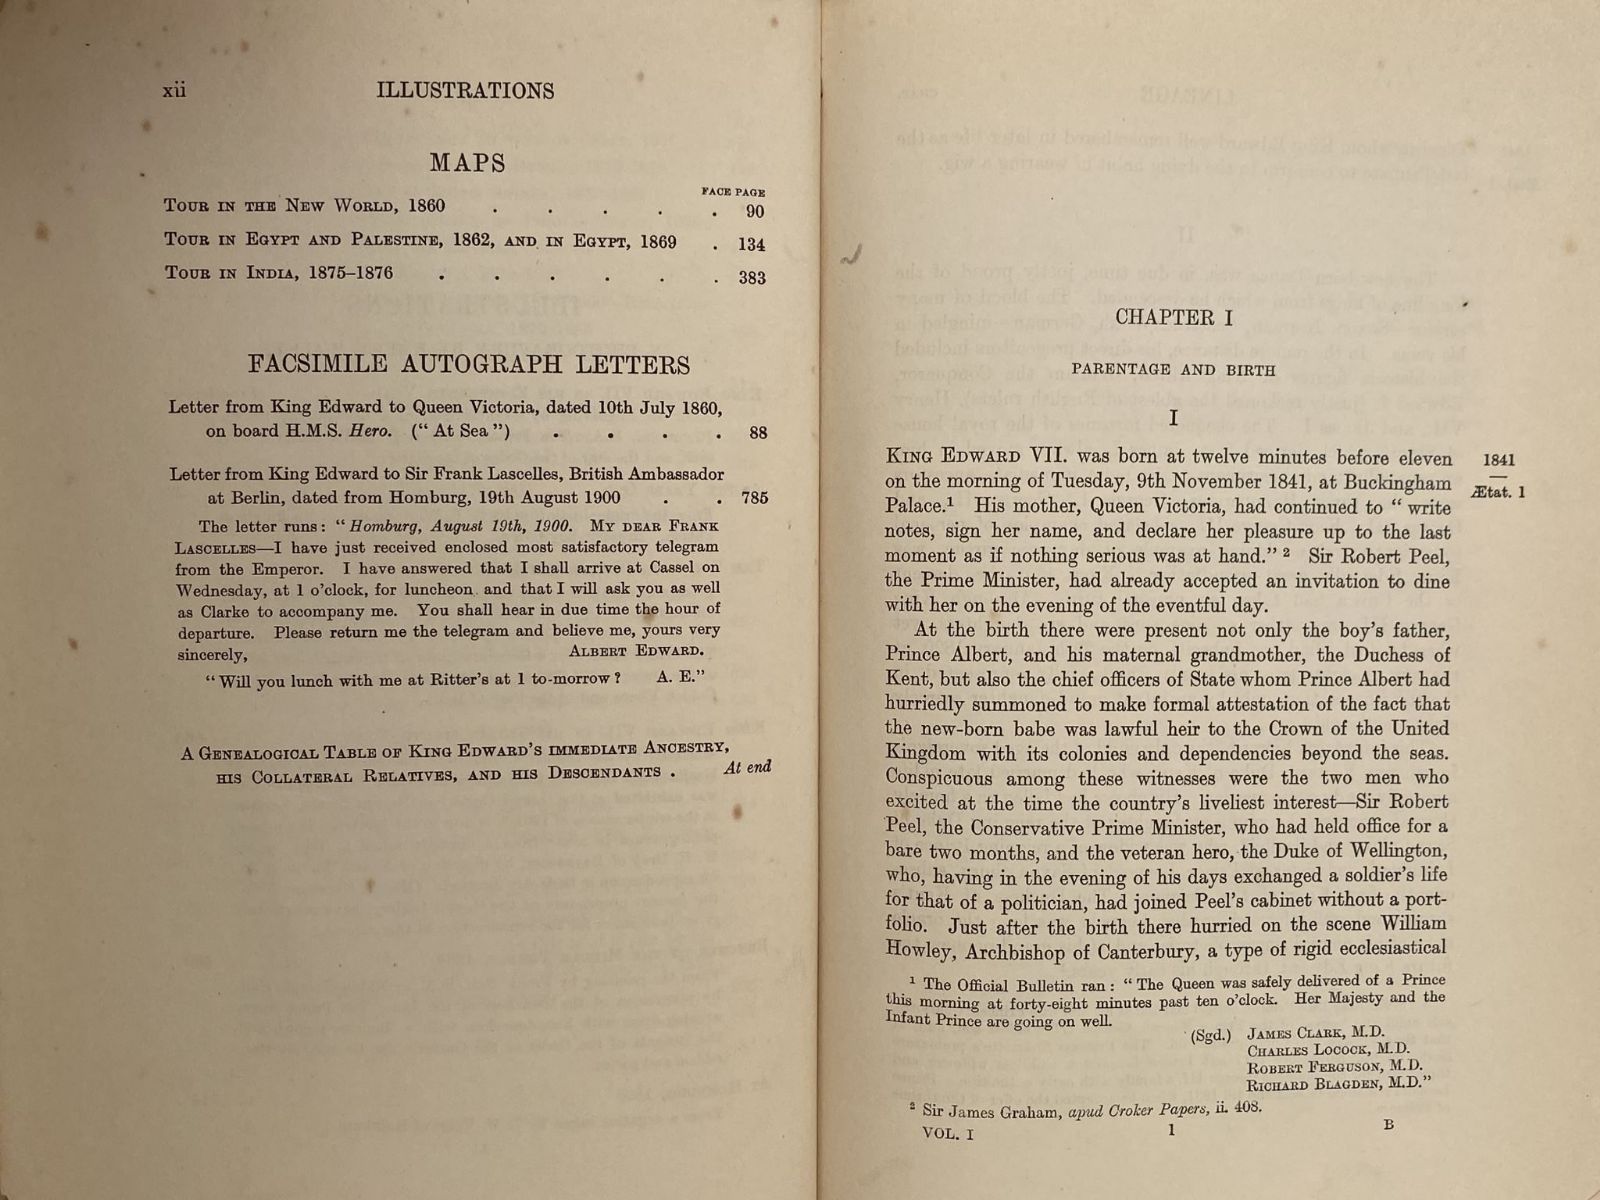 xii ILLUSTRATIONS
MAPS
FACE PAGE
TOUR IN THE NEW WORLD, 1860 . . . . . 90
TOUR IN EGYPT AND PALESTINE, 1862, AND IN EGYPT, 1869 . 134
TOUR IN INDIA, 1875–1876 . . . . . . 383
FACSIMILE AUTOGRAPH LETTERS
Letter from King Edward to Queen Victoria, dated 10th July 1860,
on board H.M.S. Hero. (“ At Sea ”) . . . . 88
Letter from King Edward to Sir Frank Lascelles, British Ambassador
at Berlin, dated from Homburg, 19th August 1900 . . 785
The letter runs : “ Homburg, August 19th, 1900. MY DEAR FRANK
LASCELLES—I have just received enclosed most satisfactory telegram
from the Emperor. I have answered that I shall arrive at Cassel on
Wednesday, at 1 o'clock, for luncheon and that I will ask you as well
as Clarke to accompany me. You shall hear in due time the hour of
departure. Please return me the telegram and believe me, yours very
sincerely, ALBERT EDWARD.
“ Will you lunch with me at Ritter's at 1 to-morrow ? A. E.”
A GENEALOGICAL TABLE OF KING EDWARD'S IMMEDIATE ANCESTRY,
HIS COLLATERAL RELATIVES, AND HIS DESCENDANTS . At end
CHAPTER I
PARENTAGE AND BIRTH
I
KING EDWARD VII. was born at twelve minutes before eleven 1841
on the morning of Tuesday, 9th November 1841, at Buckingham Ætat. 1
Palace.¹ His mother, Queen Victoria, had continued to “ write
notes, sign her name, and declare her pleasure up to the last
moment as if nothing serious was at hand.” ² Sir Robert Peel,
the Prime Minister, had already accepted an invitation to dine
with her on the evening of the eventful day.
At the birth there were present not only the boy's father,
Prince Albert, and his maternal grandmother, the Duchess of
Kent, but also the chief officers of State whom Prince Albert had
hurriedly summoned to make formal attestation of the fact that
the new-born babe was lawful heir to the Crown of the United
Kingdom with its colonies and dependencies beyond the seas.
Conspicuous among these witnesses were the two men who
excited at the time the country's liveliest interest—Sir Robert
Peel, the Conservative Prime Minister, who had held office for a
bare two months, and the veteran hero, the Duke of Wellington,
who, having in the evening of his days exchanged a soldier's life
for that of a politician, had joined Peel's cabinet without a port-
folio. Just after the birth there hurried on the scene William
Howley, Archbishop of Canterbury, a type of rigid ecclesiastical
¹ The Official Bulletin ran : “ The Queen was safely delivered of a Prince
this morning at forty-eight minutes past ten o'clock. Her Majesty and the
Infant Prince are going on well.
(Sgd.) JAMES CLARK, M.D.
CHARLES LOCOCK, M.D.
ROBERT FERGUSON, M.D.
RICHARD BLAGDEN, M.D.”
² Sir James Graham, apud Croker Papers, ii. 408.
VOL. I 1 B